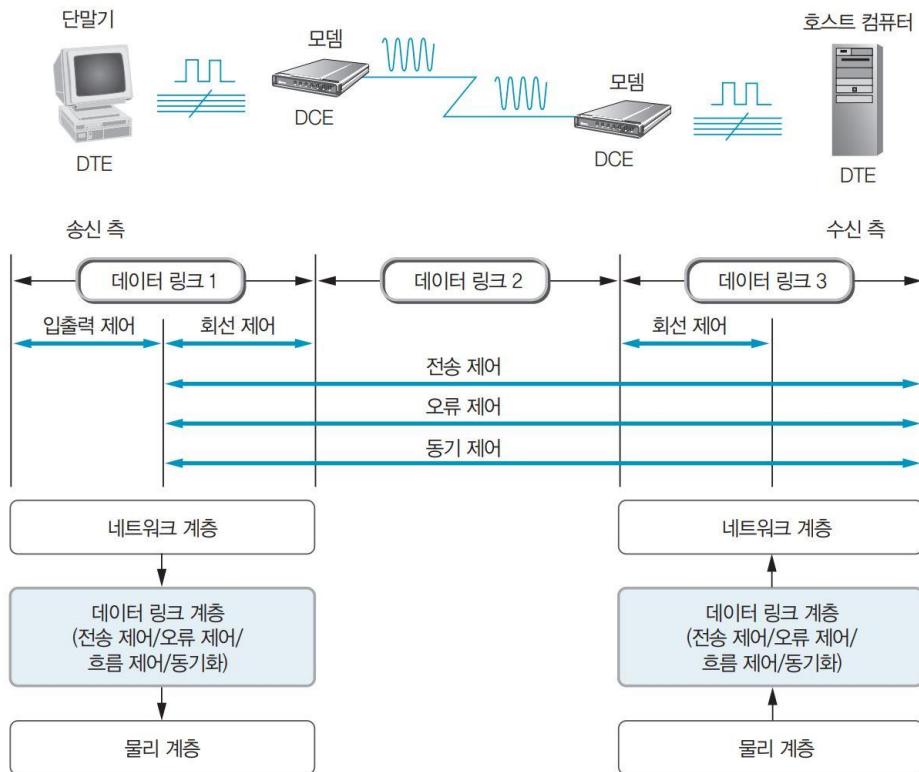 단말기
모뎀
호스트 컴퓨터
모뎀
DCE
DTE
DCE
DTE
송신 측
수신 측
데이터 링크 1
데이터 링크 2
데이터 링크 3
입출력 제어
회선 제어
회선 제어
전송 제어
오류 제어
동기 제어
네트워크 계층
네트워크 계층
데이터 링크 계층
(전송 제어/오류 제어/
흐름 제어/동기화)
데이터 링크 계층
(전송 제어/오류 제어/
흐름 제어/동기화)
물리 계층
물리 계층